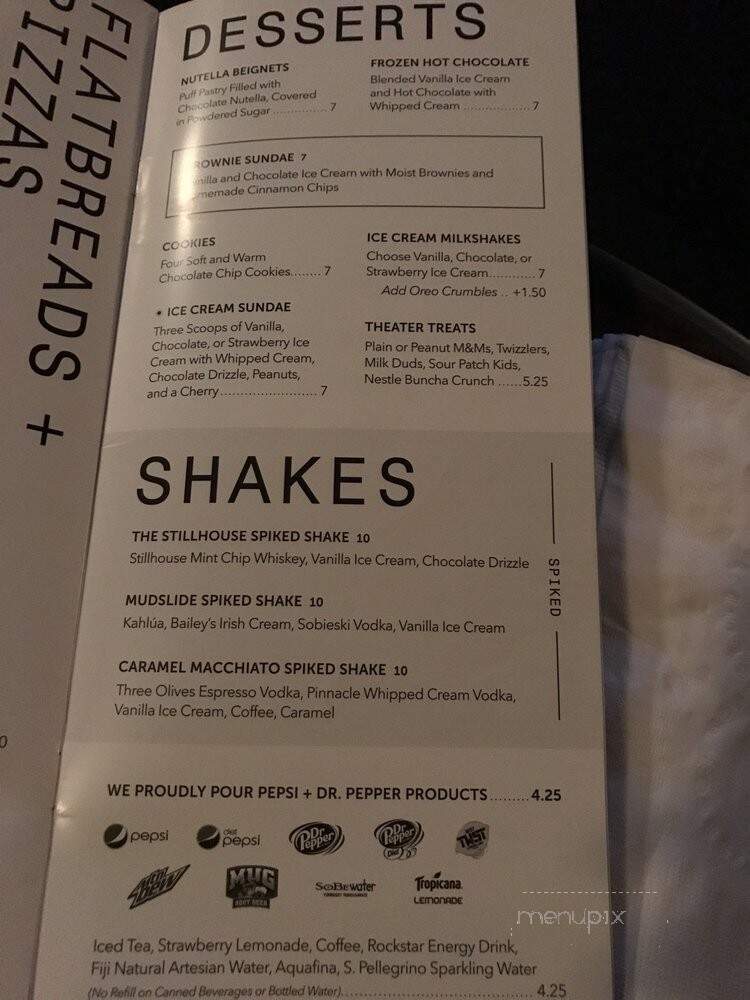 FLATBREADS +
PIZZAS
DESSERTS
NUTELLA BEIGNETS
Puff Pastry Filled with
Chocolate Nutella, Covered
in Powdered Sugar ............... 7
FROZEN HOT CHOCOLATE
Blended Vanilla Ice Cream
and Hot Chocolate with
Whipped Cream ................. 7
ROWNIE SUNDAE 7
nilla and Chocolate Ice Cream with Moist Brownies and
memade Cinnamon Chips
COOKIES
Four Soft and Warm
Chocolate Chip Cookies........ 7
ICE CREAM MILKSHAKES
Choose Vanilla, Chocolate, or
Strawberry Ice Cream............ 7
Add Oreo Crumbles .. +1.50
• ICE CREAM SUNDAE
Three Scoops of Vanilla,
Chocolate, or Strawberry Ice
Cream with Whipped Cream,
Chocolate Drizzle, Peanuts,
and a Cherry........................ 7
THEATER TREATS
Plain or Peanut M&Ms, Twizzlers,
Milk Duds, Sour Patch Kids,
Nestle Buncha Crunch ......5.25
SHAKES
SPIKED
THE STILLHOUSE SPIKED SHAKE 10
Stillhouse Mint Chip Whiskey, Vanilla Ice Cream, Chocolate Drizzle
MUDSLIDE SPIKED SHAKE 10
Kahlúa, Bailey's Irish Cream, Sobieski Vodka, Vanilla Ice Cream
CARAMEL MACCHIATO SPIKED SHAKE 10
Three Olives Espresso Vodka, Pinnacle Whipped Cream Vodka,
Vanilla Ice Cream, Coffee, Caramel
WE PROUDLY POUR PEPSI + DR. PEPPER PRODUCTS.........4.25
pepsi
diet pepsi
Dr Pepper
Dr Pepper Diet
TWST
Mtn Dew
MUG ROOT BEER
SoBe water
Tropicana LEMONADE
menupix
Iced Tea, Strawberry Lemonade, Coffee, Rockstar Energy Drink,
Fiji Natural Artesian Water, Aquafina, S. Pellegrino Sparkling Water
(No Refill on Canned Beverages or Bottled Water)............................... 4.25